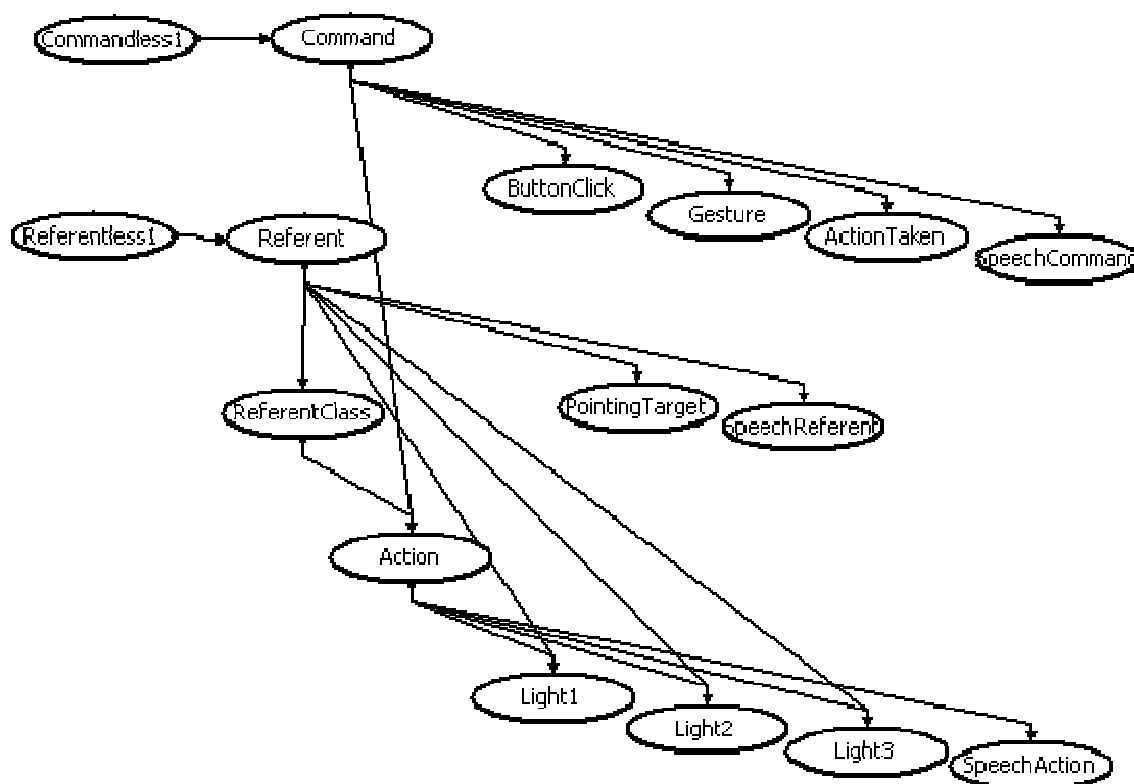 Commandless1
Command
ButtonClick
Gesture
ActionTaken
SpeechCommand
Referentless1
Referent
ReferentClass
PointingTarget
SpeechReferent
Action
Light1
Light2
Light3
SpeechAction